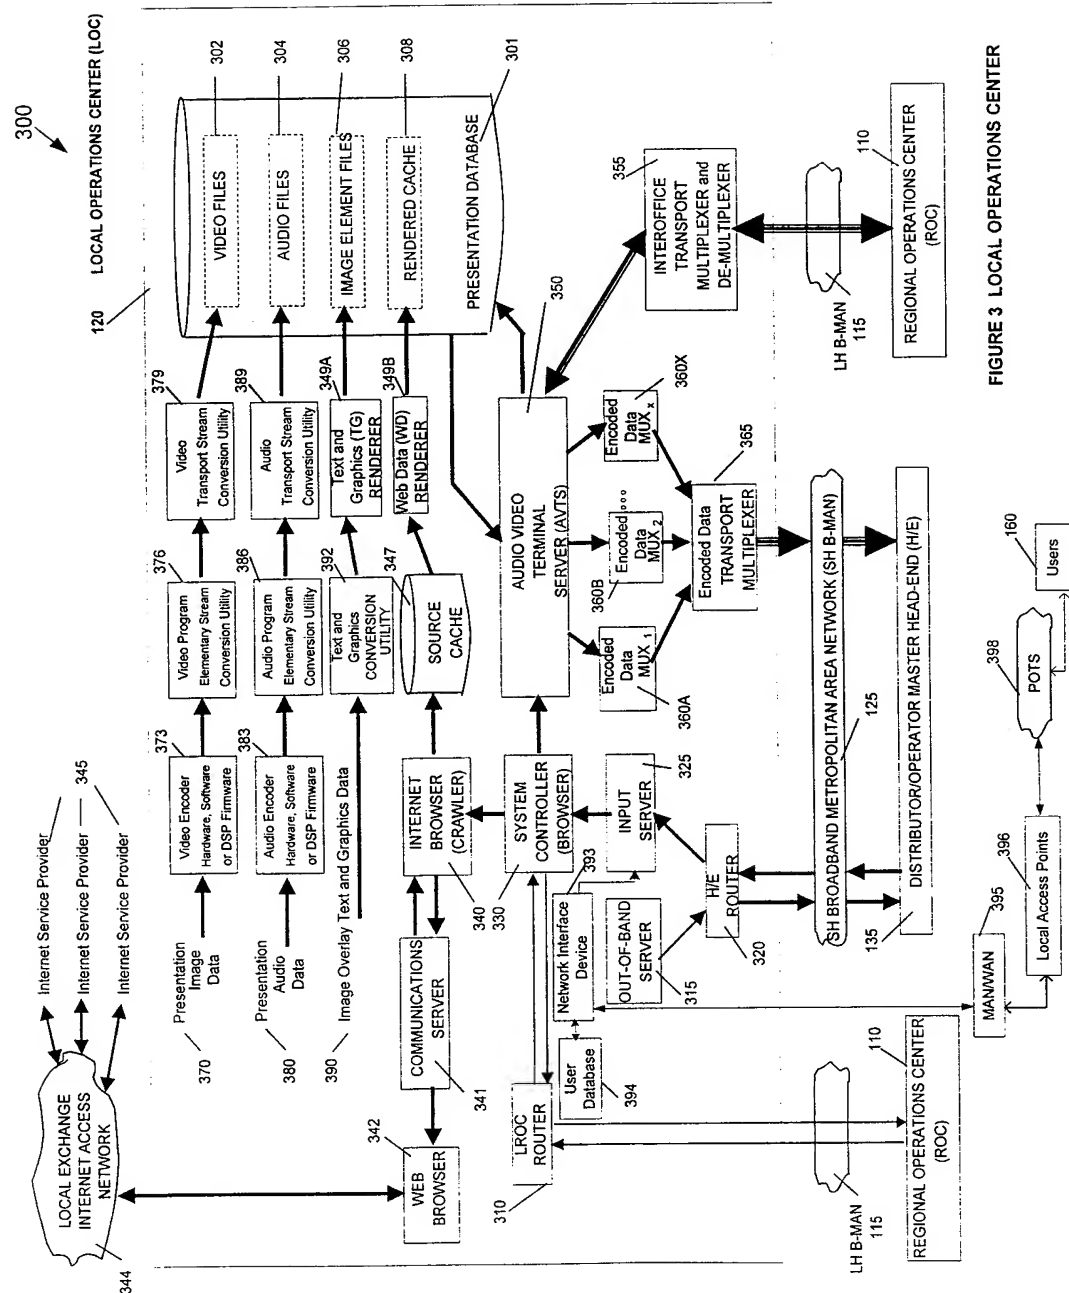 300
LOCAL OPERATIONS CENTER (LOC)
120
LOCAL EXCHANGE
INTERNET ACCESS
NETWORK
344
Internet Service Provider
Internet Service Provider
Internet Service Provider
345
Presentation
Image
Data
370
373
Video Encoder
Hardware, Software
or DSP Firmware
376
Video Program
Elementary Stream
Conversion Utility
379
Video
Transport Stream
Conversion Utility
VIDEO FILES
302
Presentation
Audio
Data
380
383
Audio Encoder
Hardware, Software
or DSP Firmware
386
Audio Program
Elementary Stream
Conversion Utility
389
Audio
Transport Stream
Conversion Utility
AUDIO FILES
304
390
Image Overlay Text and Graphics Data
392
Text and
Graphics
CONVERSION
UTILITY
349A
Text and
Graphics (TG)
RENDERER
IMAGE ELEMENT FILES
306
342
WEB
BROWSER
COMMUNICATIONS
SERVER
341
INTERNET
BROWSER
(CRAWLER)
340
347
SOURCE
CACHE
349B
Web Data (WD)
RENDERER
RENDERED CACHE
308
PRESENTATION DATABASE
301
LROC
ROUTER
310
330
SYSTEM
CONTROLLER
(BROWSER)
AUDIO VIDEO
TERMINAL
SERVER (AVTS)
350
User
Database
394
Network Interface
Device
393
INPUT
SERVER
325
OUT-OF-BAND
SERVER
315
H/E
ROUTER
320
Encoded
Data
MUX 1
360A
Encoded
Data
MUX 2
360B
...
Encoded
Data
MUX x
360X
Encoded Data
TRANSPORT
MULTIPLEXER
365
INTEROFFICE
TRANSPORT
MULTIPLEXER and
DE-MULTIPLEXER
355
LH B-MAN
115
REGIONAL OPERATIONS CENTER
(ROC)
110
SH BROADBAND METROPOLITAN AREA NETWORK (SH B-MAN)
125
DISTRIBUTOR/OPERATOR MASTER HEAD-END (H/E)
135
LH B-MAN
115
REGIONAL OPERATIONS CENTER
(ROC)
110
MAN/WAN
395
Local Access Points
396
POTS
398
Users
160
FIGURE 3 LOCAL OPERATIONS CENTER